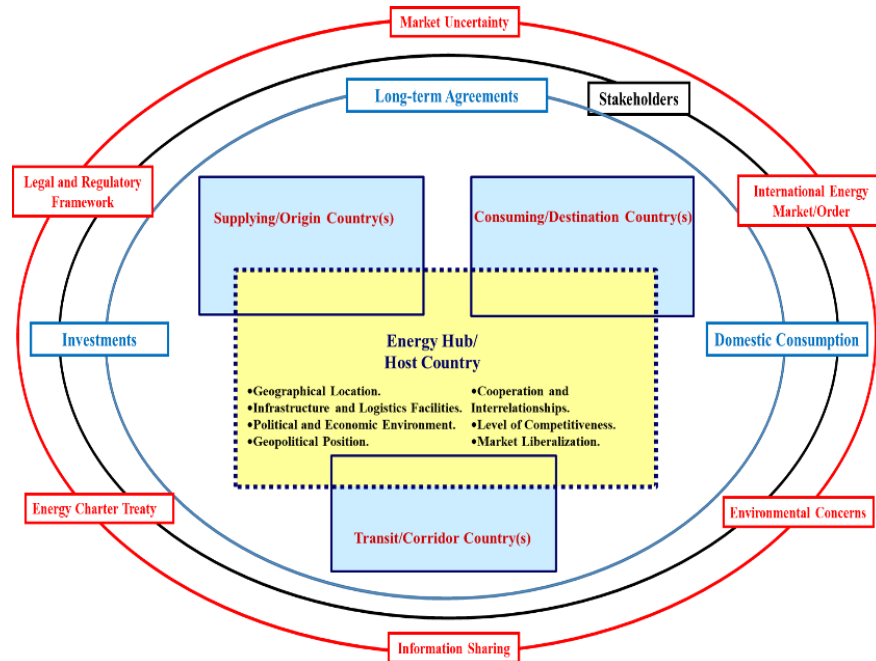 Market Uncertainty
Long-term Agreements
Stakeholders
Legal and Regulatory
Framework
International Energy
Market/Order
Supplying/Origin Country(s)
Consuming/Destination Country(s)
Investments
Domestic Consumption
Energy Hub/
Host Country
•Geographical Location.
•Infrastructure and Logistics Facilities.
•Political and Economic Environment.
•Geopolitical Position.
•Cooperation and
Interrelationships.
•Level of Competitiveness.
•Market Liberalization.
Energy Charter Treaty
Environmental Concerns
Transit/Corridor Country(s)
Information Sharing